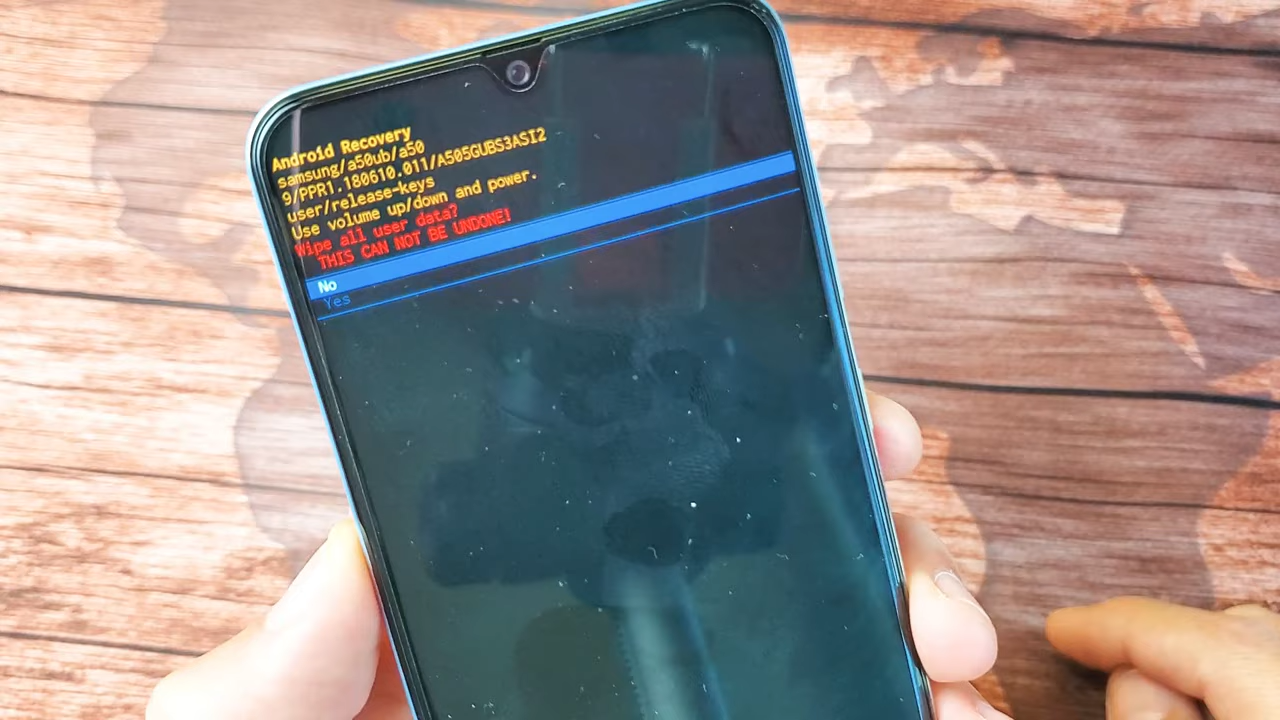 Android Recovery
samsung/a50ub/a50
9/PPR1.180610.011/A505GUBS3ASI2
user/release-keys
Use volume up/down and power.
Wipe all user data?
THIS CAN NOT BE UNDONE!
No
Yes